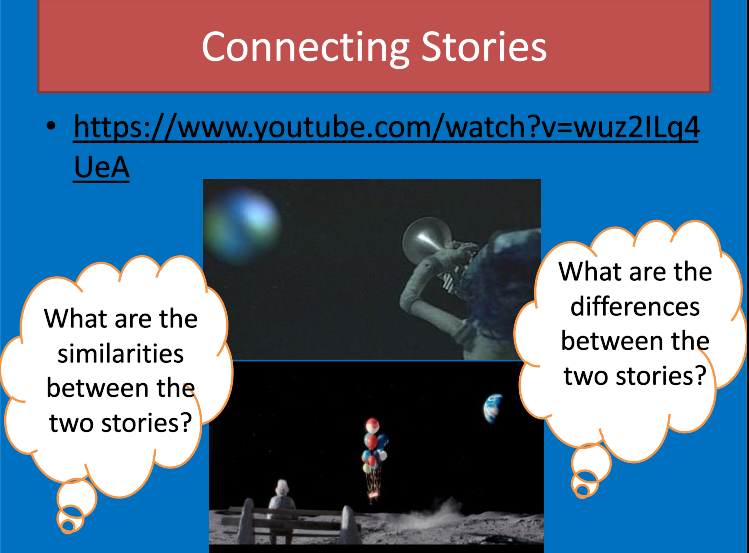 Connecting Stories
• https://www.youtube.com/watch?v=wuz2ILq4
UeA
What are the
similarities
between the
two stories?
What are the
differences
between the
two stories?